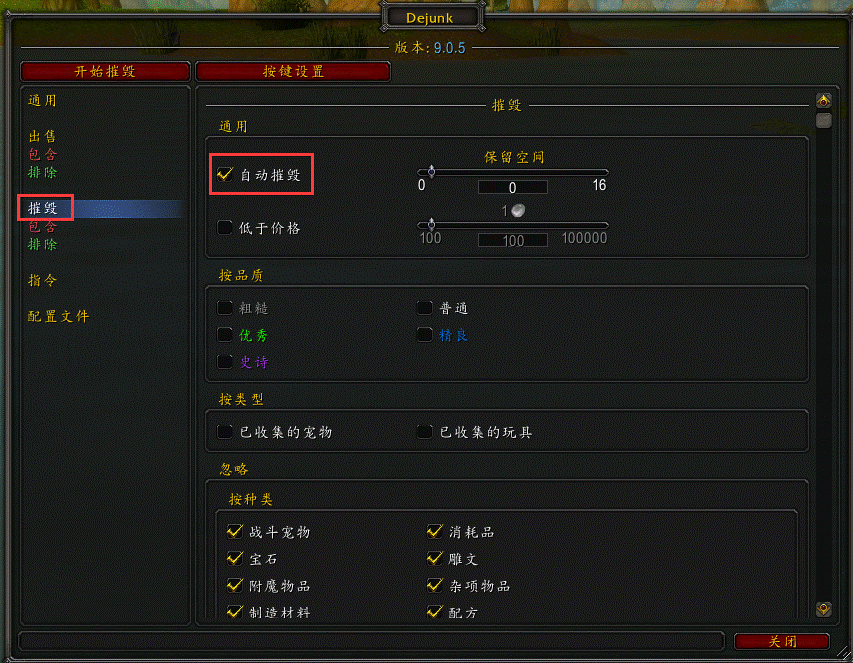 Dejunk
版本: 9.0.5
开始摧毁 按键设置
通用
出售
包含
排除
摧毁
包含
排除
指令
配置文件
摧毁
通用
自动摧毁
保留空间
0 0 16
低于价格
1
100 100 100000
按品质
粗糙 普通
优秀 精良
史诗
按类型
已收集的宠物 已收集的玩具
忽略
按种类
战斗宠物 消耗品
宝石 雕文
附魔物品 杂项物品
制造材料 配方
关闭